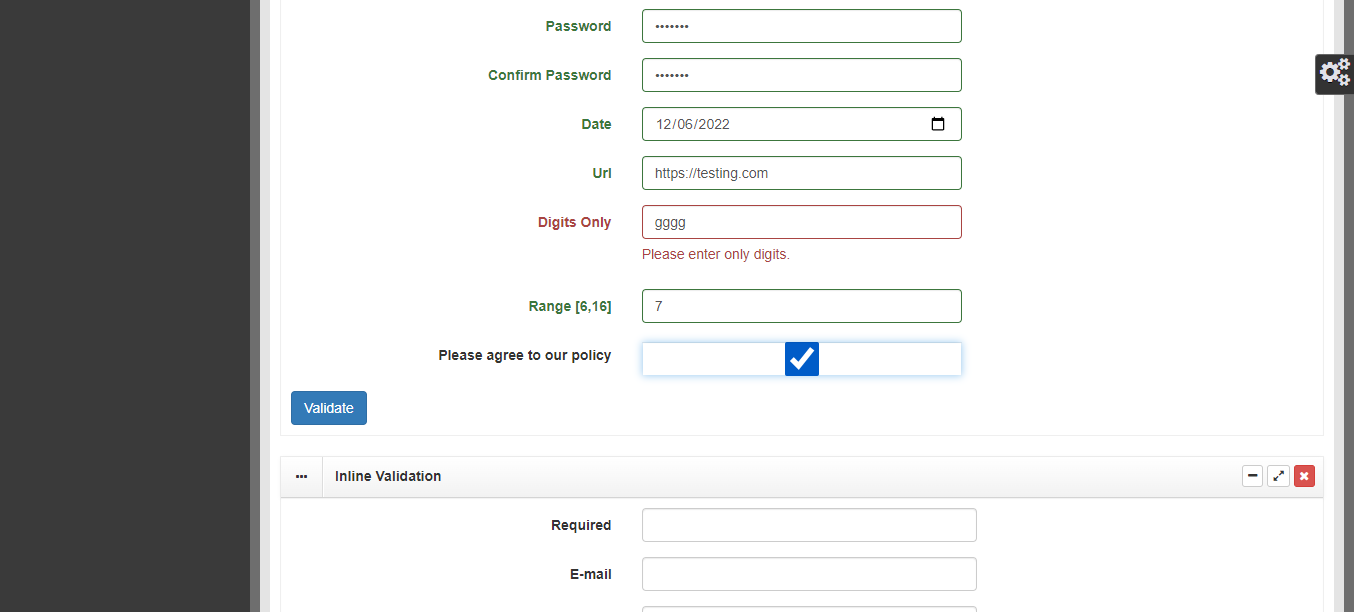 Password •••••••
Confirm Password •••••••
Date 12/06/2022
Url https://testing.com
Digits Only gggg
Please enter only digits.
Range [6,16] 7
Please agree to our policy
Validate
Inline Validation
Required
E-mail